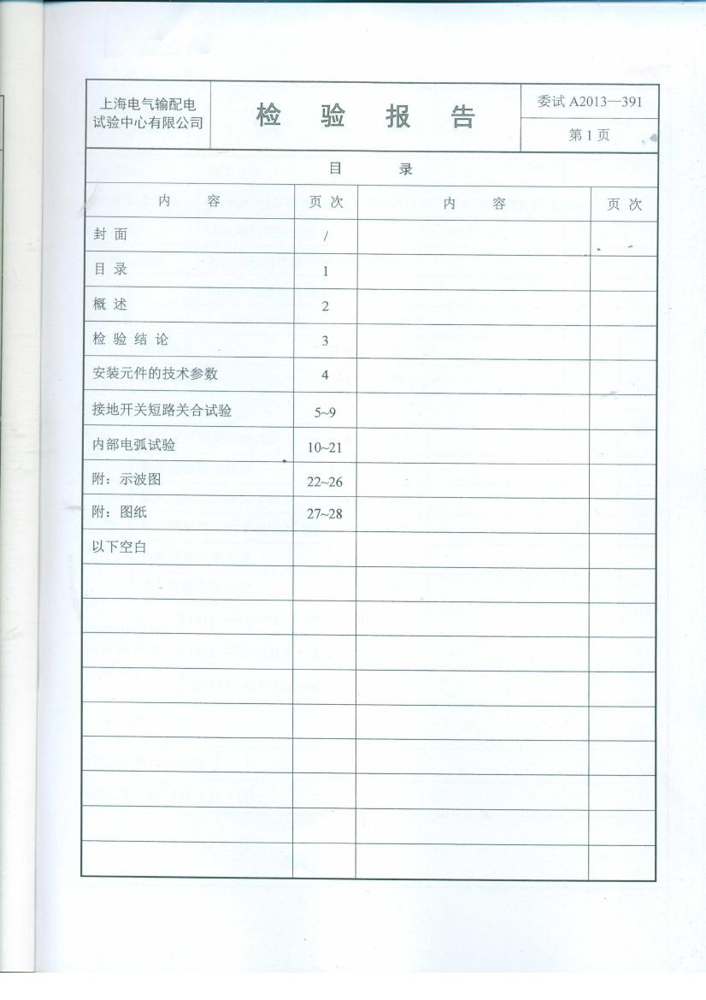 上海电气输配电
试验中心有限公司
检 验 报 告
委试 A2013—391
第 1 页
目 录
内 容 页 次 内 容 页 次
封 面 /
目 录 1
概 述 2
检 验 结 论 3
安装元件的技术参数 4
接地开关短路关合试验 5~9
内部电弧试验 10~21
附：示波图 22~26
附：图纸 27~28
以下空白